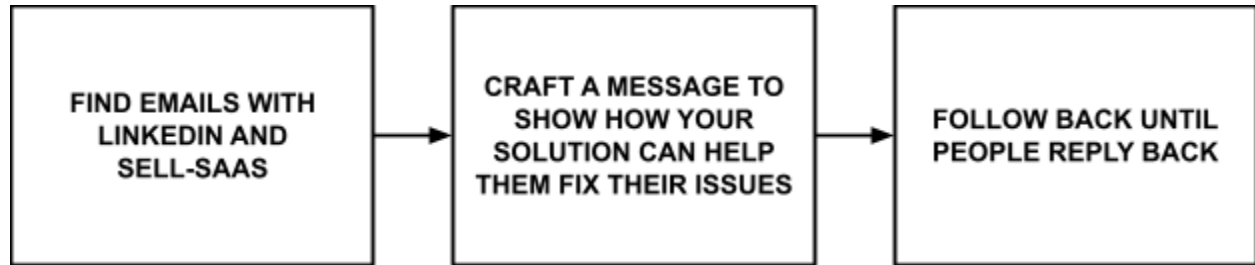 FIND EMAILS WITH
LINKEDIN AND
SELL-SAAS
CRAFT A MESSAGE TO
SHOW HOW YOUR
SOLUTION CAN HELP
THEM FIX THEIR ISSUES
FOLLOW BACK UNTIL
PEOPLE REPLY BACK